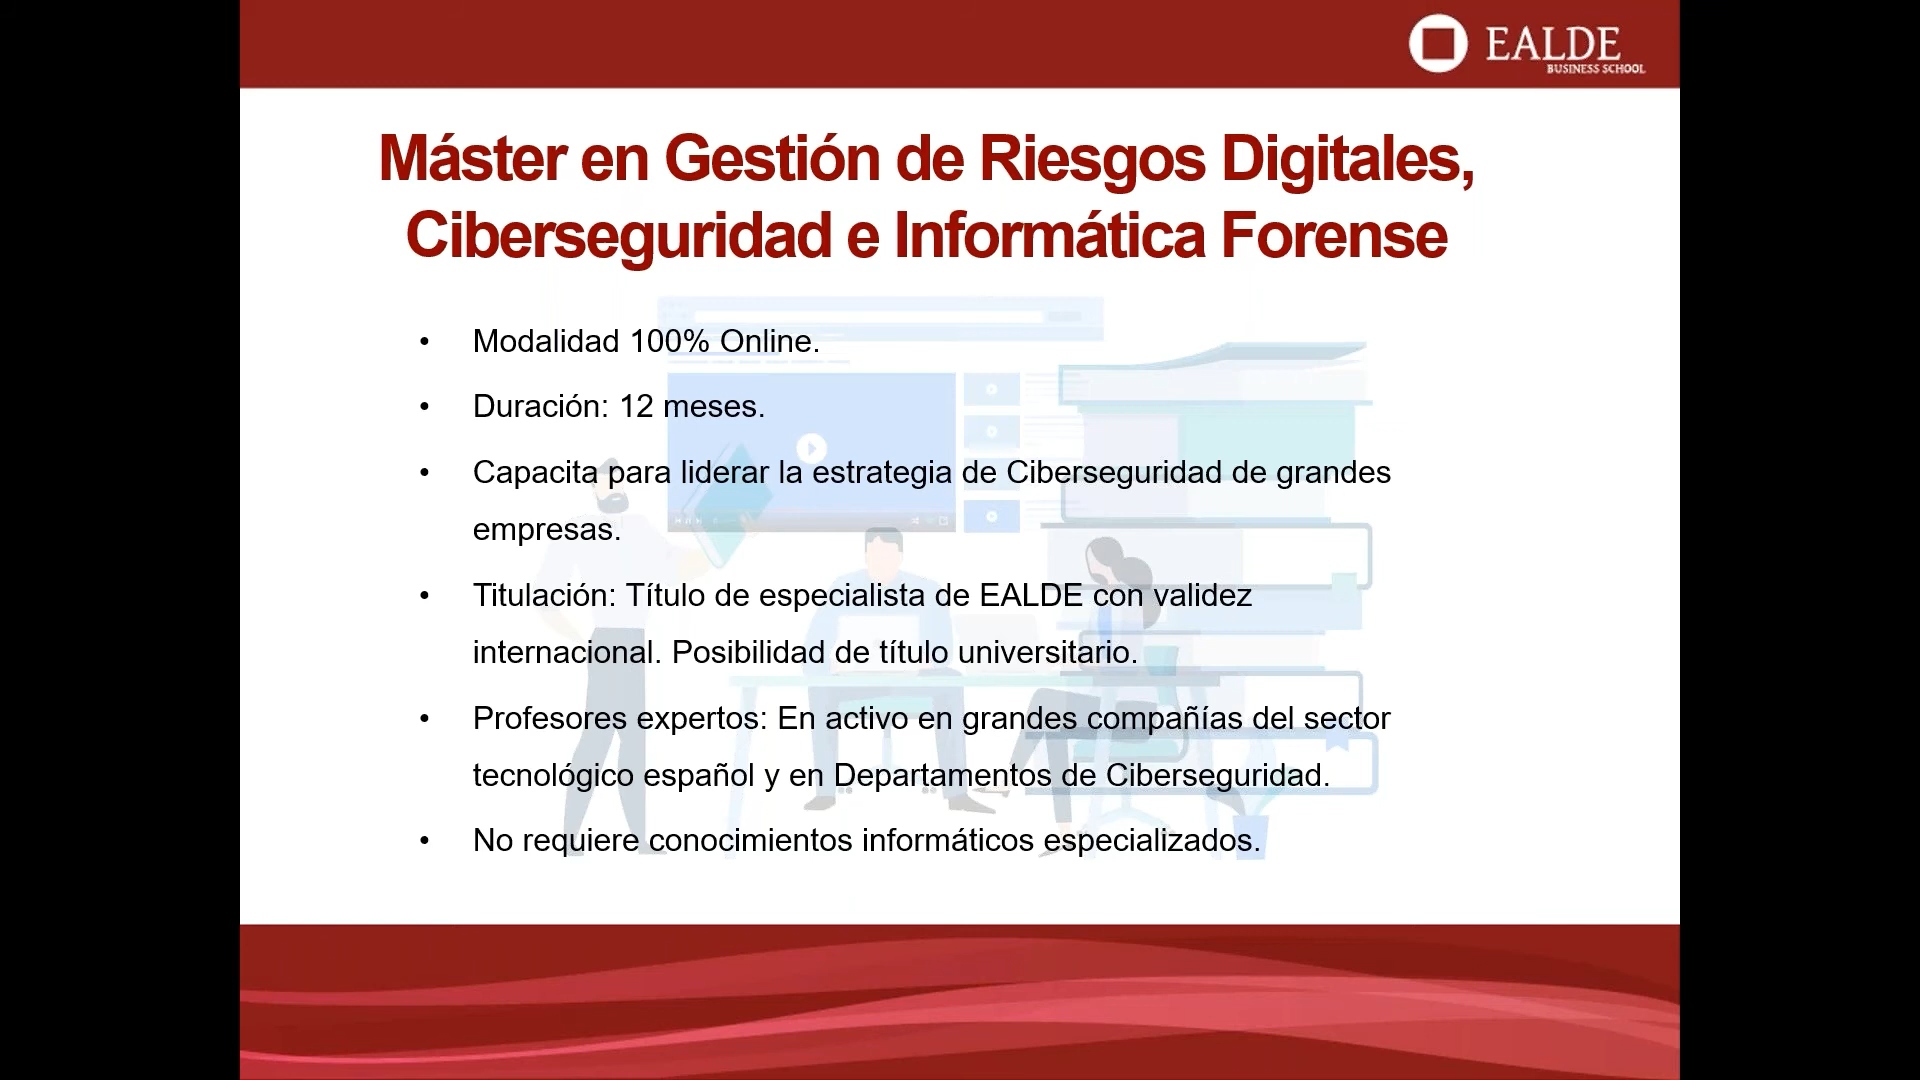 EALDE
BUSINESS SCHOOL
Máster en Gestión de Riesgos Digitales,
Ciberseguridad e Informática Forense
• Modalidad 100% Online.
• Duración: 12 meses.
• Capacita para liderar la estrategia de Ciberseguridad de grandes
empresas.
• Titulación: Título de especialista de EALDE con validez
internacional. Posibilidad de título universitario.
• Profesores expertos: En activo en grandes compañías del sector
tecnológico español y en Departamentos de Ciberseguridad.
• No requiere conocimientos informáticos especializados.